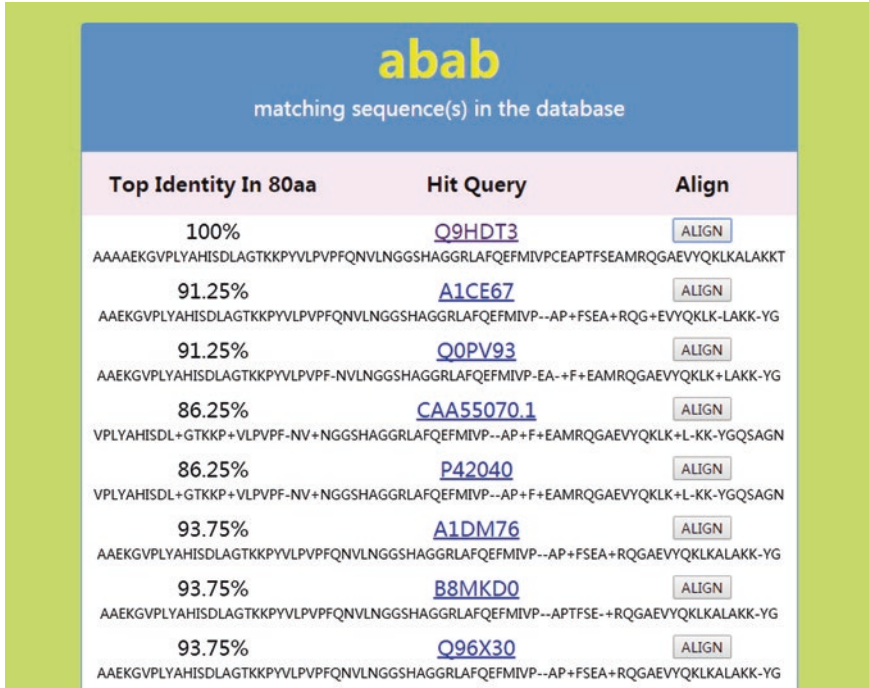 abab
matching sequence(s) in the database
Top Identity In 80aa Hit Query Align
100% Q9HDT3 ALIGN
AAAAEKGVPLYAHISDLAGTKKPYVLPVPFQNVLNGGSHAGGRLAFQEFMIVPCEAPTFSEAMRQGAEVYQKLKALAKKT
91.25% A1CE67 ALIGN
AAEKGVPLYAHISDLAGTKKPYVLPVPFQNVLNGGSHAGGRLAFQEFMIVP--AP+FSEA+RQG+EVYQKLK-LAKK-YG
91.25% Q0PV93 ALIGN
AAEKGVPLYAHISDLAGTKKPYVLPVPF-NVLNGGSHAGGRLAFQEFMIVP-EA-+F+EAMRQGAEVYQKLK+LAKK-YG
86.25% CAA55070.1 ALIGN
VPLYAHISDL+GTKKP+VLPVPF-NV+NGGSHAGGRLAFQEFMIVP--AP+F+EAMRQGAEVYQKLK+L-KK-YGQSAGN
86.25% P42040 ALIGN
VPLYAHISDL+GTKKP+VLPVPF-NV+NGGSHAGGRLAFQEFMIVP--AP+F+EAMRQGAEVYQKLK+L-KK-YGQSAGN
93.75% A1DM76 ALIGN
AAEKGVPLYAHISDLAGTKKPYVLPVPFQNVLNGGSHAGGRLAFQEFMIVP--AP+FSEA+RQGAEVYQKLKALAKK-YG
93.75% B8MKD0 ALIGN
AAEKGVPLYAHISDLAGTKKPYVLPVPFQNVLNGGSHAGGRLAFQEFMIVP--APTFSE-+RQGAEVYQKLKALAKK-YG
93.75% Q96X30 ALIGN
AAEKGVPLYAHISDLAGTKKPYVLPVPFQNVLNGGSHAGGRLAFQEFMIVP--AP+FSEA+RQGAEVYQKLKALAKK-YG